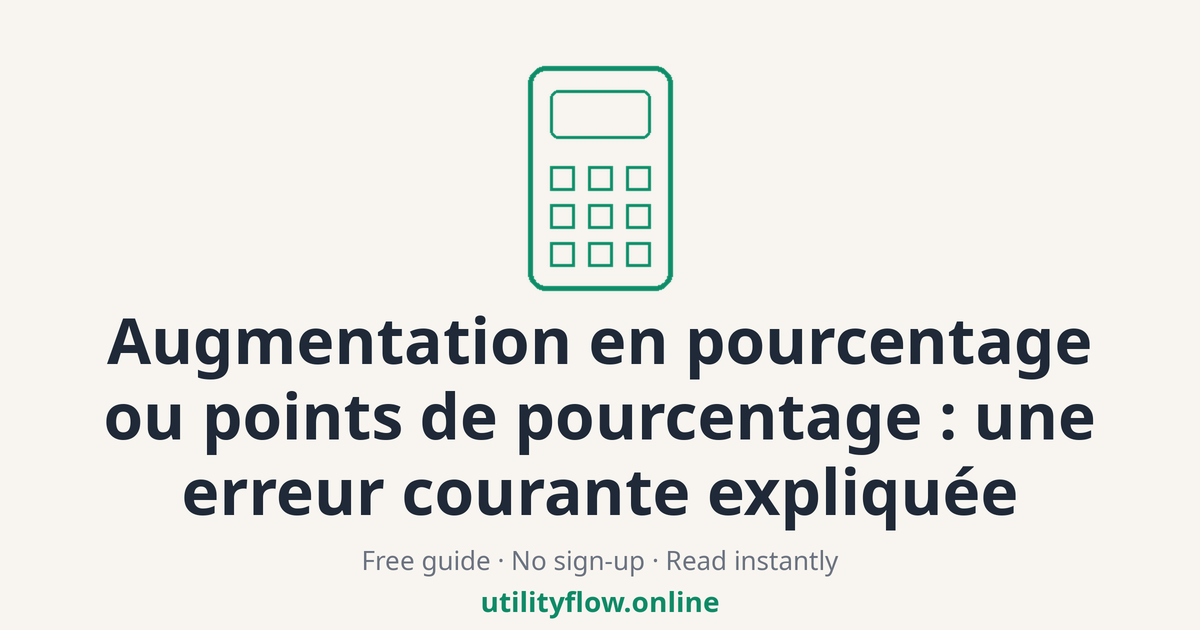 Augmentation en pourcentage
ou points de pourcentage : une
erreur courante expliquée
Free guide · No sign-up · Read instantly
utilityflow.online